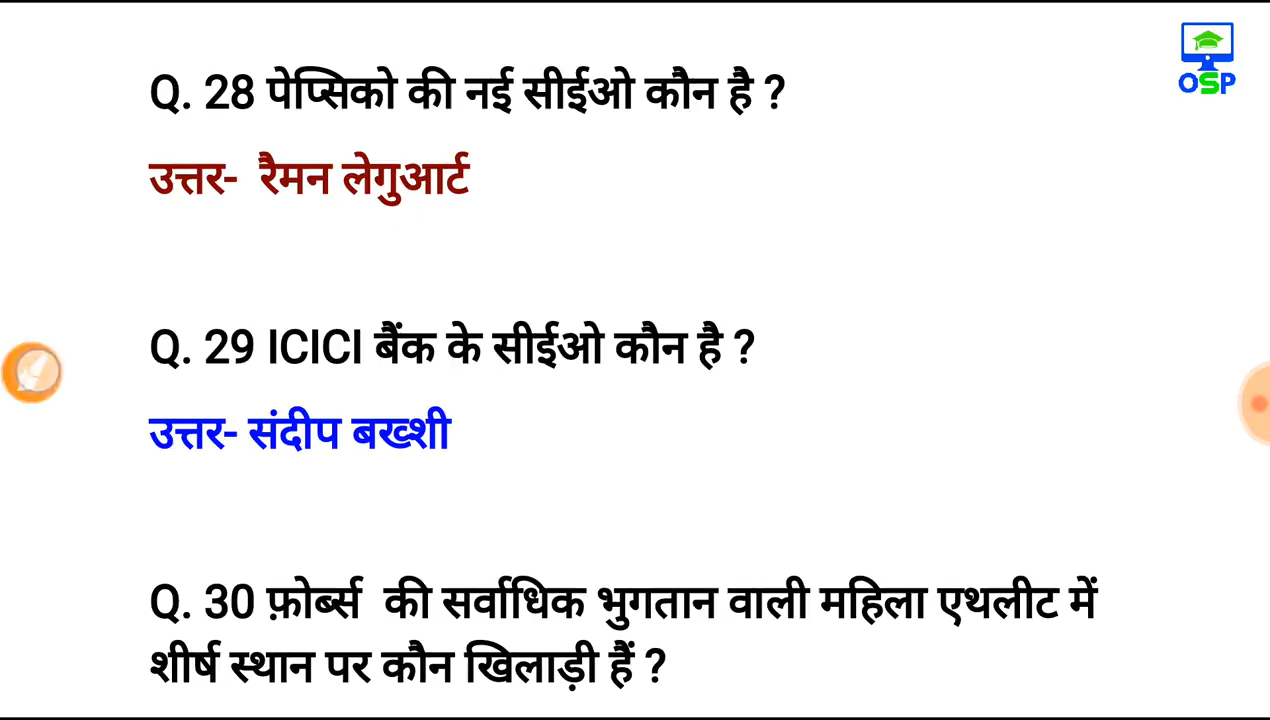 OSP
Q. 28 पेप्सिको की नई सीईओ कौन है ?
उत्तर- रैमन लेगुआर्ट
Q. 29 ICICI बैंक के सीईओ कौन है ?
उत्तर- संदीप बख्शी
Q. 30 फ़ोर्ब्स की सर्वाधिक भुगतान वाली महिला एथलीट में
शीर्ष स्थान पर कौन खिलाड़ी हैं ?